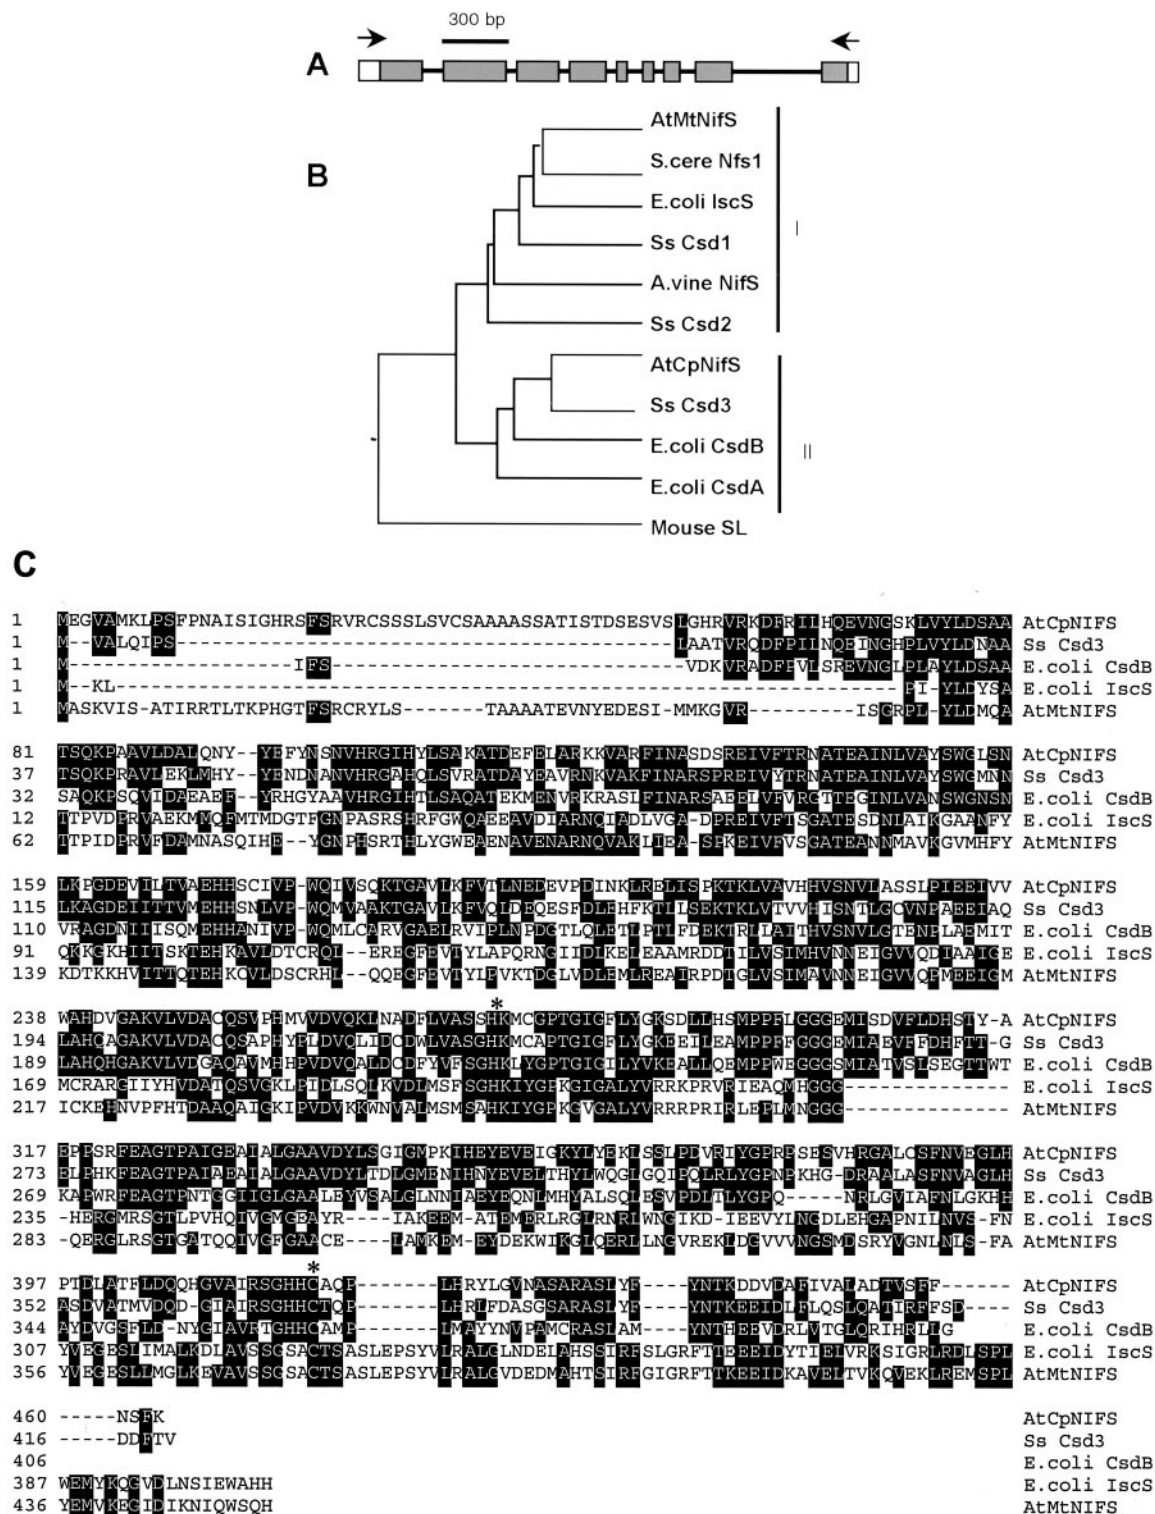 300 bp
A
B
AtMtNifS
S.cere Nfs1
E.coli IscS
Ss Csd1
A.vine NifS
Ss Csd2
I
AtCpNifS
Ss Csd3
E.coli CsdB
E.coli CsdA
II
Mouse SL
C
1 MEGVAMKLPSFPNAISIGHRSFSRVRCSSSLSVCSAAAASSATISTDSESVSLGHRVRKDFRILHQEVNGSKLVYLDSAA AtCpNIFS
1 M--VALQIPS-------------------------------------------LAATVRQDFPILNQEINGHPLVYLDNAA Ss Csd3
1 M-------------------IFS------------------------------VDKVRADFPVLSREVNGLPLAYLDSAA E.coli CsdB
1 M--KL-------------------------------------------------------------------PI-YLDYSA E.coli IscS
1 MASKVIS-ATIRRTLTKPHGTFSRCRYLS-------TAAAATEVNYEDESI-MMKGVR---------ISGRPL-YLDMQA AtMtNIFS
81 TSQKPAAVLDALQNY--YEFYNSNVHRGIHYLSAKATDEFELARKKVARFINASDSREIVFTRNATEAINLVAYSWGLSN AtCpNIFS
37 TSQKPRAVLEKLMHY--YENDNANVHRGAHQLSVRATDAYEAVRNKVAKFINARSPREIVYTRNATEAINLVAYSWGMNN Ss Csd3
32 SAQKPSQVIDAEAEF--YRHGYAAVHRGIHTLSAQATEKMENVRKRASLFINARSAEELVFVRGTTEGINLVANSWGNSN E.coli CsdB
12 TTPVDPRVAEKMMQFMTMDGTFGNPASRSHRFGWQAEEAVDIARNQIADLVGA-DPREIVFTSGATESDNLAIKGAANFY E.coli IscS
62 TTPIDPRVFDAMNASQIHE--YGNPHSRTHLYGWEAENAVENARNQVAKLIEA-SPKEIVFVSGATEANNMAVKGVMHFY AtMtNIFS
159 LKPGDEVILTVAEHHSCIVP-WQIVSQKTGAVLKFVTLNEDEVPDINKLRELISPKTKLVAVHHVSNVLASSLPIEEIVV AtCpNIFS
115 LKAGDEIITTVMEHHSNLVP-WQMVAAKTGAVLKFVQLDEQESFDLEHFKTLLSEKTKLVTVVHISNTLGCVNPAEEIAQ Ss Csd3
110 VRAGDNIIISQMEHHANIVP-WQMLCARVGAELRVIPLNPDGTLQLETLPTLFDEKTRLLAITHVSNVLGTENPLAEMIT E.coli CsdB
91 QKKGKHIITSKTEHKAVLDTCRQL--EREGFEVTYLAPQRNGIIDLKELEAAMRDDTILVSIMHVNNEIGVVQDIAAIGE E.coli IscS
139 KDTKKHVITTQTEHKCVLDSCRHL--QQEGFEVTYLPVKTDGLVDLEMLREAIRPDTGLVSIMAVNNEIGVVQPMEEIGM AtMtNIFS
*
238 WAHDVGAKVLVDACQSVPHMVVDVQKLNADFLVASSHKMCGPTGIGFLYGKSDLLHSMPPFLGGGEMISDVFLDHSTY-A AtCpNIFS
194 LAHQAGAKVLVDACQSAPHYPLDVQLIDCDWLVASGHKMCAPTGIGFLYGKEEILEAMPPFFGGGEMIAEVFFDHFTT-G Ss Csd3
189 LAHQHGAKVLVDGAQAVMHHPVDVQALDCDFYVFSGHKLYGPTGIGILYVKEALLQEMPPWEGGGSMIATVSLSEGTTWT E.coli CsdB
169 MCRARGIIYHVDATQSVGKLPIDLSQLKVDLMSFSGHKIYGPKGIGALYVRRKPRVRIEAQMHGGG-------------- E.coli IscS
217 ICKEHNVPFHTDAAQAIGKIPVDVKKWNVALMSMSAHKIYGPKGVGALYVRRRPRIRLEPLMNGGG-------------- AtMtNIFS
317 EPPSRFEAGTPAIGEAIALGAAVDYLSGIGMPKIHEYEVEIGKYLYEKLSSLPDVRIYGPRPSESVHRGALCSFNVEGLH AtCpNIFS
273 ELPHKFEAGTPAIAEAIALGAAVDYLTDLGMENIHNYEVELTHYLWQGLGQIPQLRLYGPNPKHG-DRAALASFNVAGLH Ss Csd3
269 KAPWRFEAGTPNTGGIIGLGAALEYVSALGLNNIAEYEQNLMHYALSQLESVPDLTLYGPQ-----NRLGVIAFNLGKHH E.coli CsdB
235 -HERGMRSGTLPVHQIVGMGEAYR----IAKEEM-ATEMERLRGLRNRLWNGIKD-IEEVYLNGDLEHGAPNILNVS-FN E.coli IscS
283 -QERGLRSGTGATQQIVGFGAACE----LAMKEM-EYDEKWIKGLQERLLNGVREKLDGVVVNGSMDSRYVGNLNLS-FA AtMtNIFS
*
397 PTDLATFLDQQHGVAIRSGHHCAQP-------LHRYLGVNASARASLYF----YNTKDDVDAFIVALADTVSFF------ AtCpNIFS
352 ASDVATMVDQD-GIAIRSGHHCTQP-------LHRLFDASGSARASLYF----YNTKEEIDLFLQSLQATIRFFSD---- Ss Csd3
344 AYDVGSFLD-NYGIAVRTGHHCAMP-------LMAYYNVPAMCRASLAM----YNTHEEVDRLVTGLQRIHRLLG E.coli CsdB
307 YVEGESLIMALKDLAVSSGSACTSASLEPSYVLRALGLNDELAHSSIRFSLGRFTTEEEIDYTIELVRKSIGRLRDLSPL E.coli IscS
356 YVEGESLLMGLKEVAVSSGSACTSASLEPSYVLRALGVDEDMAHTSIRFGIGRFTTKEEIDKAVELTVKQVEKLREMSPL AtMtNIFS
460 -----NSFK AtCpNIFS
416 -----DDFTV Ss Csd3
406 E.coli CsdB
387 WEMYKQGVDLNSIEWAHH E.coli IscS
436 YEMVKEGIDIKNIQWSQH AtMtNIFS